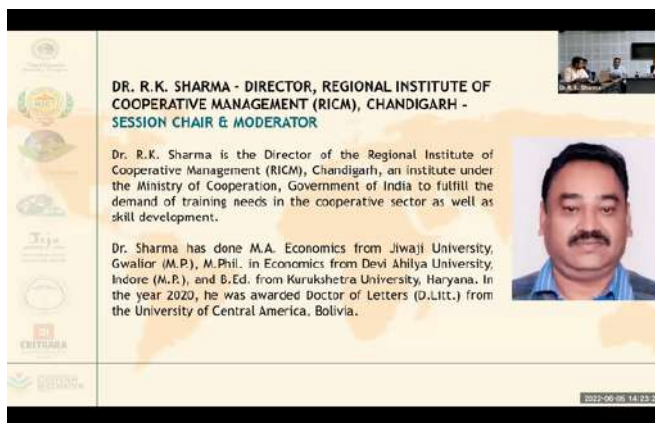 DR. R.K. SHARMA - DIRECTOR, REGIONAL INSTITUTE OF
COOPERATIVE MANAGEMENT (RICM), CHANDIGARH -
SESSION CHAIR & MODERATOR
Dr. R.K. Sharma is the Director of the Regional Institute of
Cooperative Management (RICM), Chandigarh, an institute under
the Ministry of Cooperation, Government of India to fulfill the
demand of training needs in the cooperative sector as well as
skill development.
Dr. Sharma has done M.A. Economics from Jiwaji University,
Gwalior (M.P.), M.Phil. in Economics from Devi Ahilya University,
Indore (M.P.), and B.Ed. from Kurukshetra University, Haryana. In
the year 2020, he was awarded Doctor of Letters (D.Litt.) from
the University of Central America, Bolivia.
Dr R.K. Sharma
2022-06-05 14:23:2